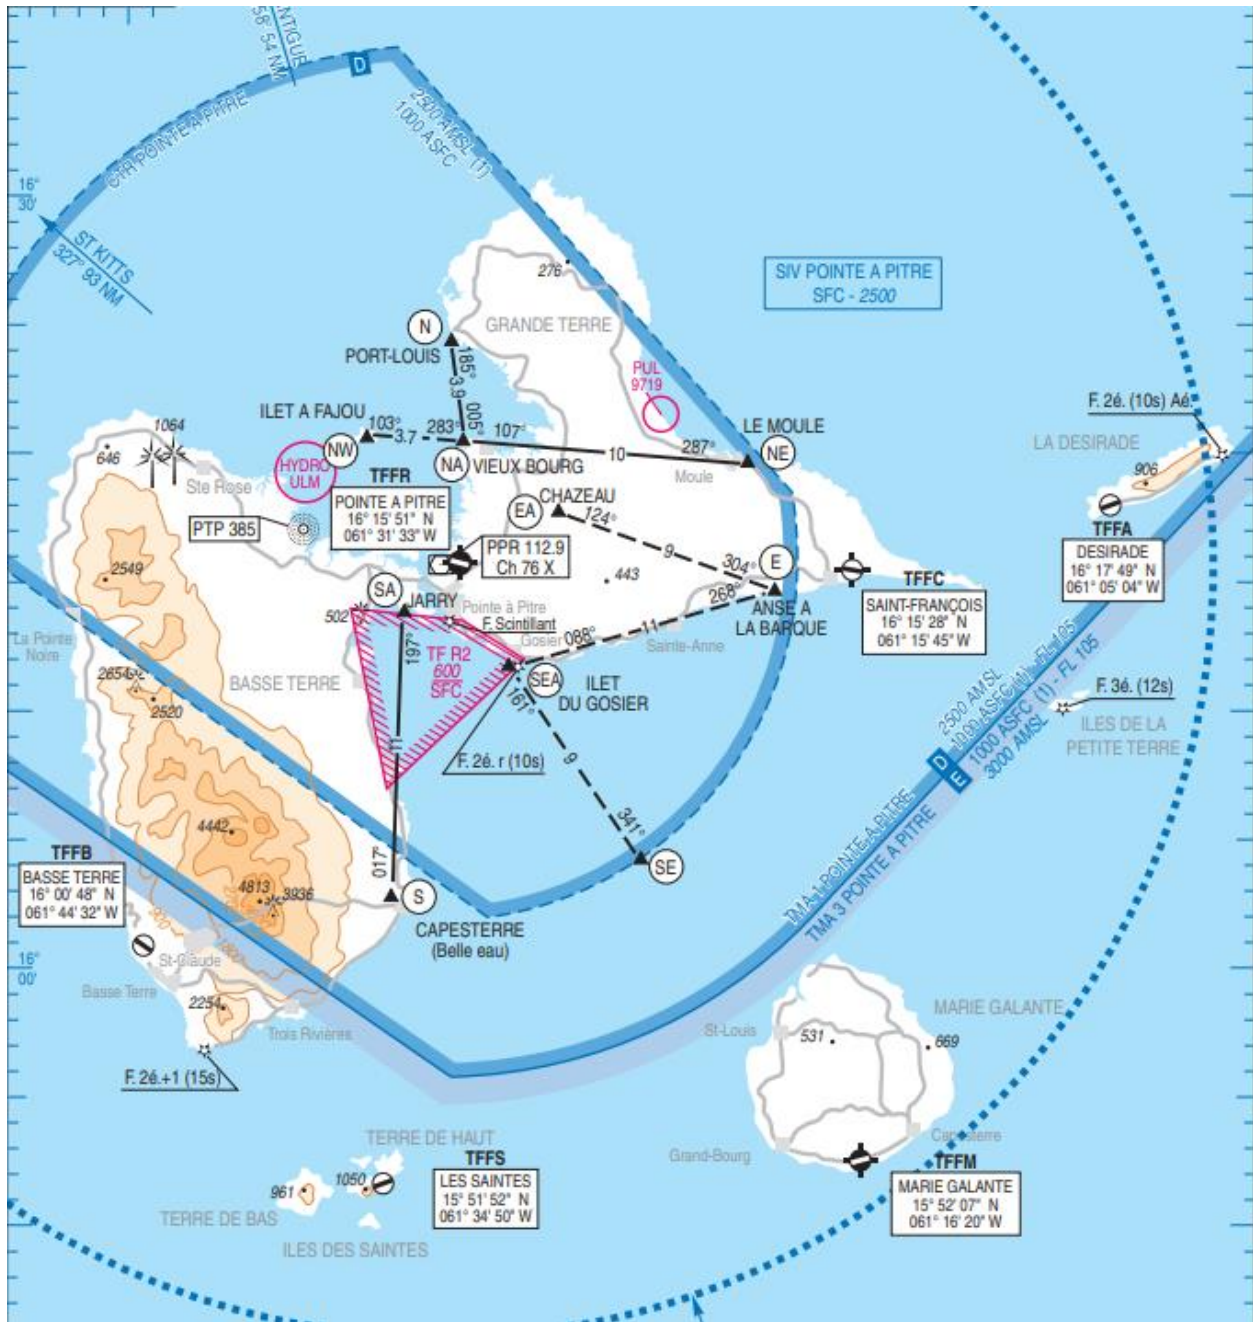 ANTIGUE
58° 54 NM
D
CTR POINTE A PITRE
2500 AMSL (1)
1000 ASFC
16°
30'
ST KITTS
327° 93 NM
276
SIV POINTE A PITRE
SFC - 2500
GRANDE TERRE
N
PORT-LOUIS
185°
3.9
005°
PUL
9719
F. 2é. (10s) Aé.
ILET A FAJOU
103°
3.7
283°
107°
10
287°
LE MOULE
NE
LA DESIRADE
1064
646
NW
HYDRO
ULM
NA
VIEUX BOURG
Moule
906
Ste Rose
TFFR
POINTE A PITRE
16° 15' 51" N
061° 31' 33" W
CHAZEAU
EA
124°
9
304°
PTP 385
PPR 112.9
Ch 76 X
E
TFFA
DESIRADE
16° 17' 49" N
061° 05' 04" W
2549
443
268°
TFFC
SAINT-FRANÇOIS
16° 15' 28" N
061° 15' 45" W
SA
JARRY
502
Pointe à Pitre
F. Scintillant
ANSE A
LA BARQUE
La Pointe
Noire
197°
TF R2
600
SFC
Gosier
088°
11
Sainte-Anne
2654
2520
BASSE TERRE
161°
SEA
ILET
DU GOSIER
F. 3é. (12s)
ILES DE LA
PETITE TERRE
11
F. 2é. r (10s)
9
2500 AMSL
1000 ASFC (1) - FL 195
1000 ASFC (1) - FL 105
3000 AMSL
D
E
4442
341°
SE
TFFB
BASSE TERRE
16° 00' 48" N
061° 44' 32" W
017°
4813
3936
S
CAPESTERRE
(Belle eau)
TMA 1 POINTE A PITRE
TMA 3 POINTE A PITRE
900
1800
St-Claude
16°
00'
Basse Terre
2254
Trois Rivières
MARIE GALANTE
St-Louis
531
669
F. 2é.+1 (15s)
TERRE DE HAUT
TFFS
LES SAINTES
15° 51' 52" N
061° 34' 50" W
Capesterre
Grand-Bourg
TFFM
MARIE GALANTE
15° 52' 07" N
061° 16' 20" W
961
1050
TERRE DE BAS
ILES DES SAINTES